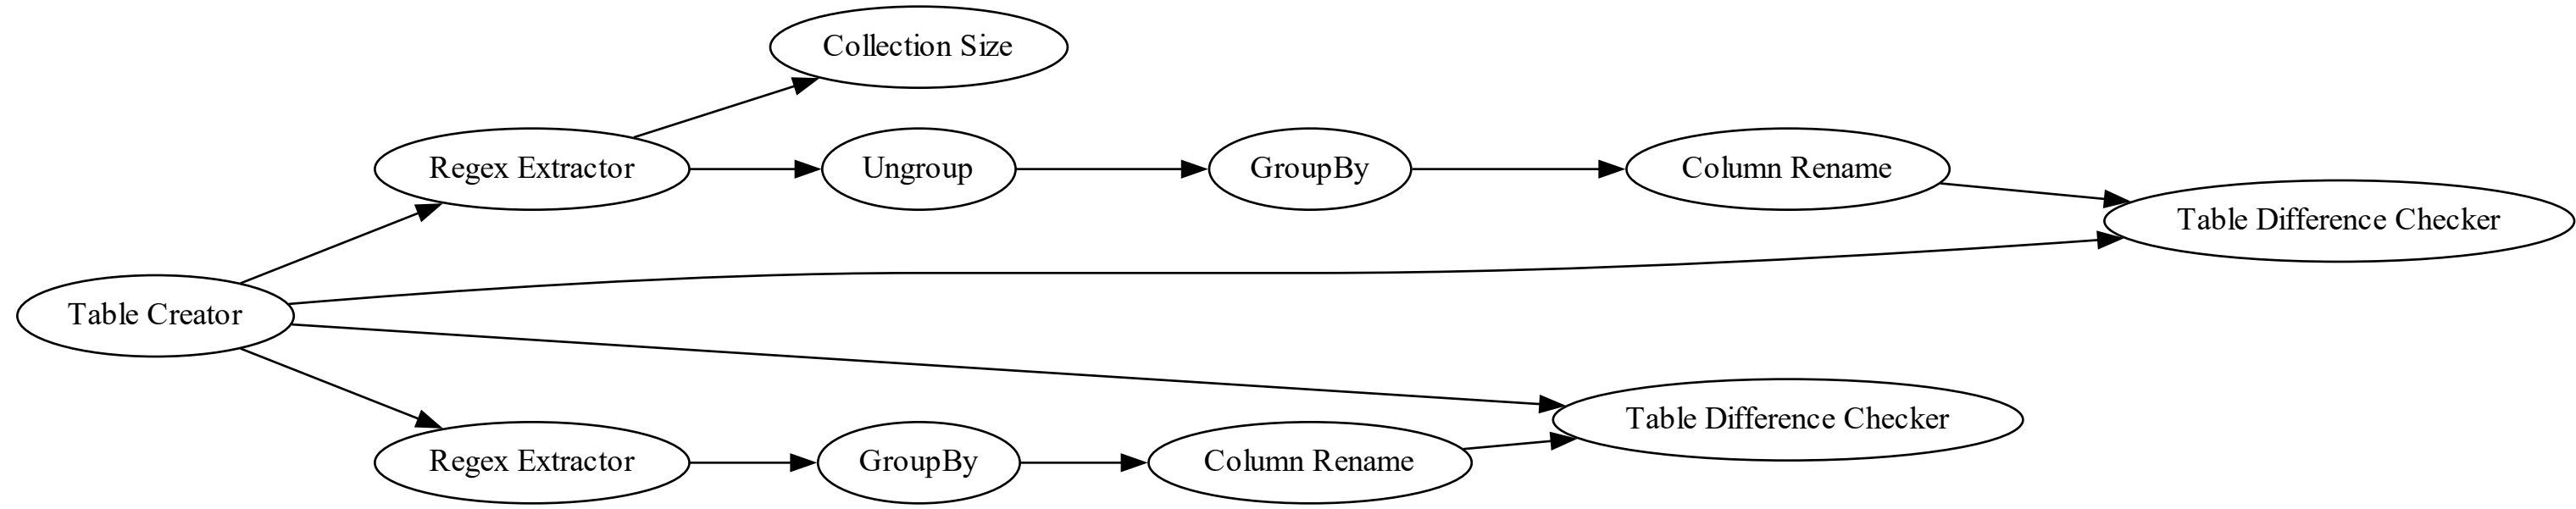 Collection Size
Regex Extractor
Ungroup
GroupBy
Column Rename
Table Difference Checker
Table Creator
Table Difference Checker
Regex Extractor
GroupBy
Column Rename